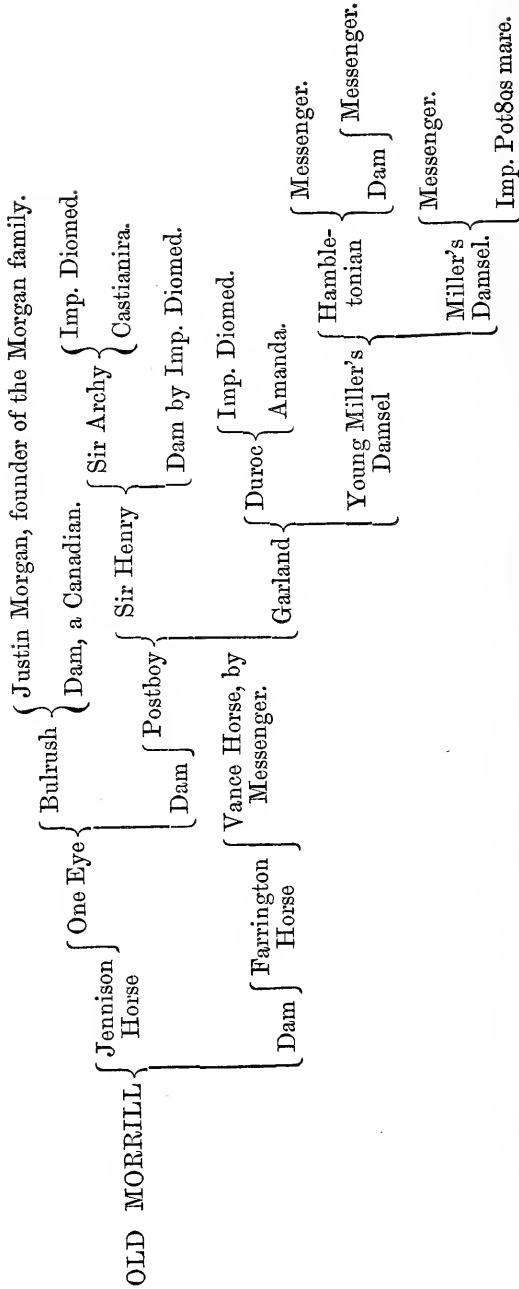 OLD MORRILL
Jennison
Horse
One Eye
Bulrush
Justin Morgan, founder of the Morgan family.
Dam, a Canadian.
Dam
Postboy
Sir Henry
Sir Archy
Imp. Diomed.
Castianira.
Dam by Imp. Diomed.
Garland
Duroc
Imp. Diomed.
Amanda.
Young Miller's
Damsel
Hamble-
tonian
Messenger.
Dam
Messenger.
Miller's
Damsel.
Messenger.
Imp. Pot8os mare.
Dam
Farrington
Horse
Vance Horse, by
Messenger.